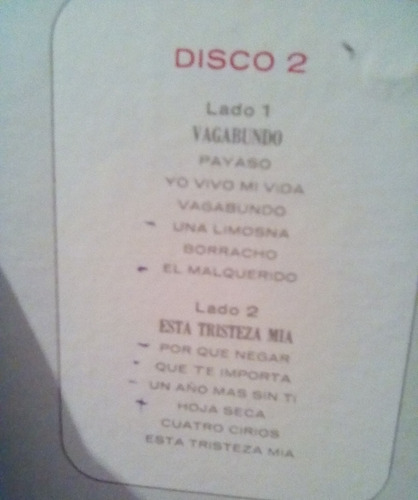 DISCO 2
Lado 1
VAGABUNDO
PAYASO
YO VIVO MI VIDA
VAGABUNDO
UNA LIMOSNA
BORRACHO
EL MALQUERIDO
Lado 2
ESTA TRISTEZA MIA
POR QUE NEGAR
QUE TE IMPORTA
UN AÑO MAS SIN TI
HOJA SECA
CUATRO CIRIOS
ESTA TRISTEZA MIA